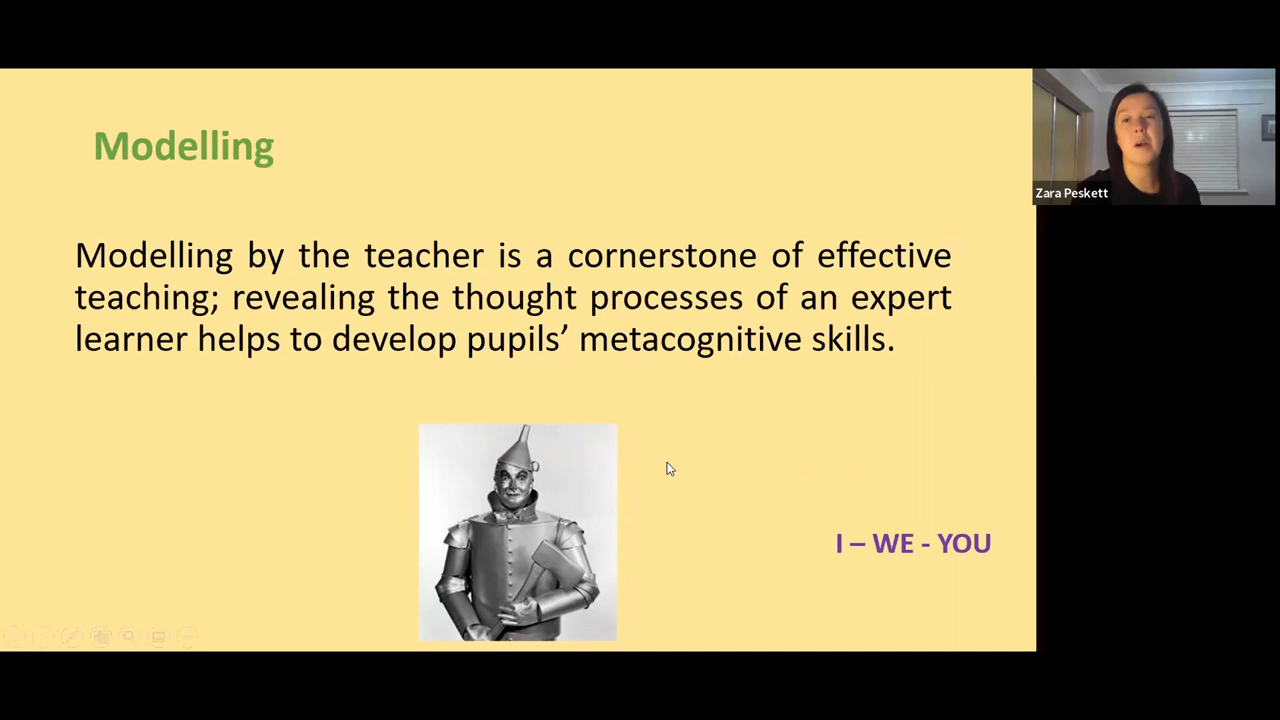 Modelling
Modelling by the teacher is a cornerstone of effective
teaching; revealing the thought processes of an expert
learner helps to develop pupils’ metacognitive skills.
I – WE - YOU
Zara Peskett